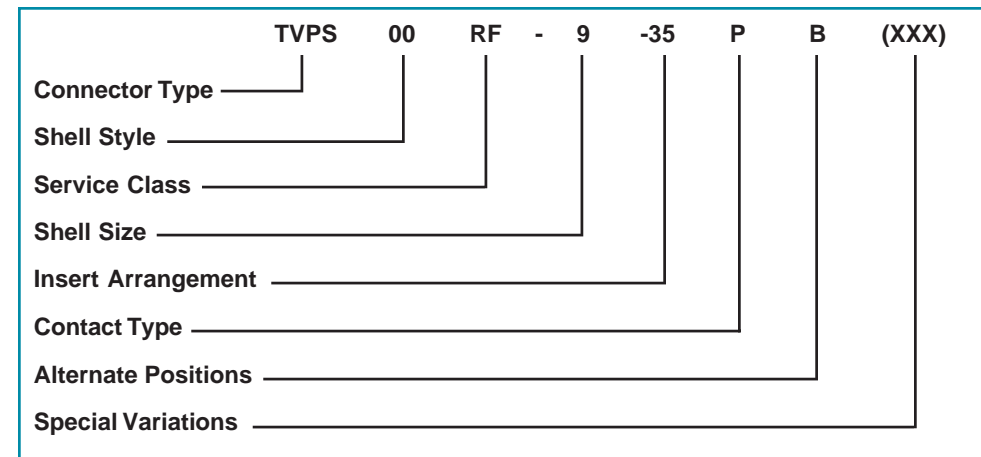 TVPS 00 RF - 9 -35 P B (XXX)
Connector Type
Shell Style
Service Class
Shell Size
Insert Arrangement
Contact Type
Alternate Positions
Special Variations